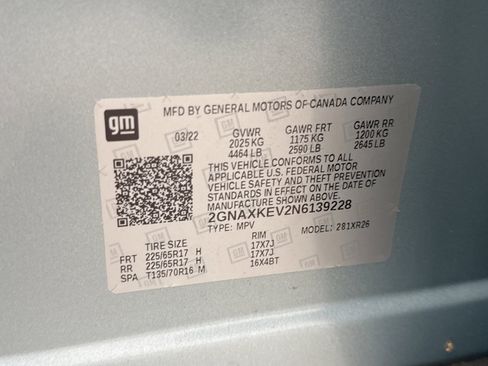 gm
MFD BY GENERAL MOTORS OF CANADA COMPANY
03/22 GVWR GAWR FRT GAWR RR
2025 KG 1175 KG 1200 KG
4464 LB 2590 LB 2645 LB
THIS VEHICLE CONFORMS TO ALL
APPLICABLE U.S. FEDERAL MOTOR
VEHICLE SAFETY AND THEFT PREVENTION
STANDARDS IN EFFECT ON THE DATE OF
MANUFACTURE SHOWN ABOVE.
2GNAXKEV2N6139228
TYPE: MPV MODEL: 281XR26
TIRE SIZE RIM
FRT 225/65R17 H 17X7J
RR 225/65R17 H 17X7J
SPA T135/70R16 M 16X4BT